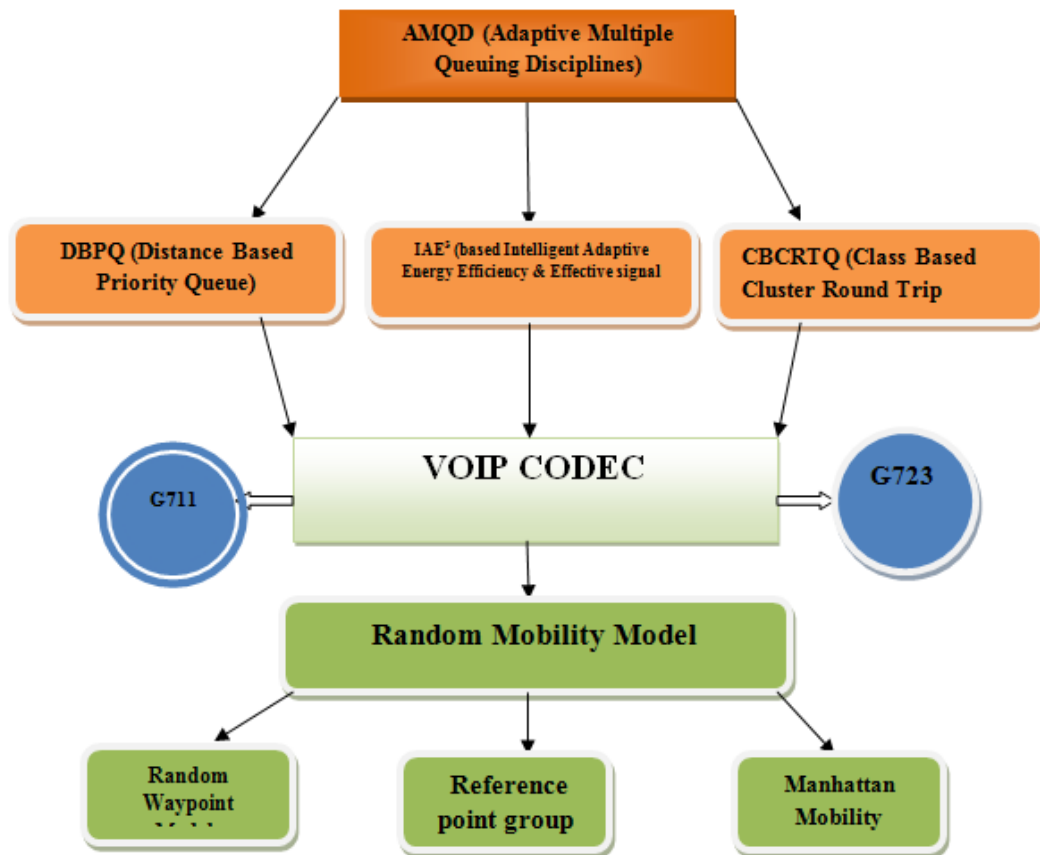 AMQD (Adaptive Multiple
Queuing Disciplines)
DBPQ (Distance Based
Priority Queue)
IAE² (based Intelligent Adaptive
Energy Efficiency & Effective signal
CBCRTQ (Class Based
Cluster Round Trip
VOIP CODEC
G711
G723
Random Mobility Model
Random
Waypoint
Reference
point group
Manhattan
Mobility